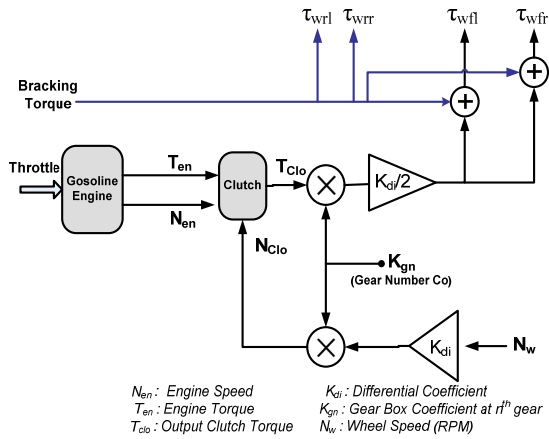 τwrl τwrr τwfl τwfr
Bracking
Torque
Throttle
Gosoline
Engine
Ten
Nen
Clutch
TClo
NClo
Kdi/2
Kgn
(Gear Number Co)
Kdi
Nw
Nen : Engine Speed
Ten : Engine Torque
Tclo : Output Clutch Torque
Kdi : Differential Coefficient
Kgn : Gear Box Coefficient at nth gear
Nw : Wheel Speed (RPM)